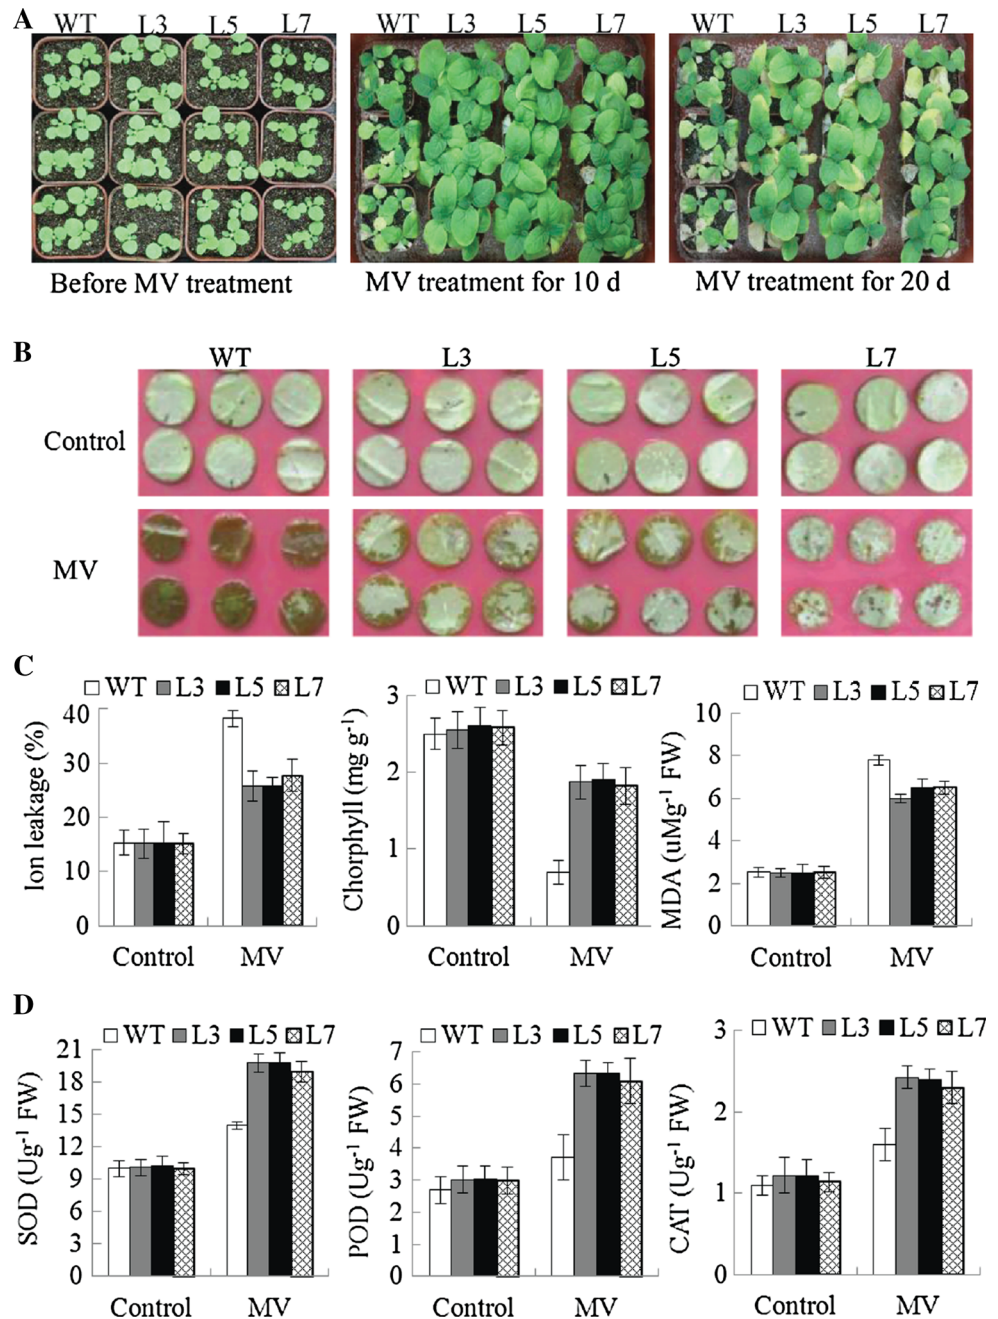 A
WT L3 L5 L7 WT L3 L5 L7 WT L3 L5 L7
Before MV treatment MV treatment for 10 d MV treatment for 20 d
B
WT L3 L5 L7
Control
MV
C
WT L3 L5 L7
Ion leakage (%)
40
30
20
10
0
Control MV
WT L3 L5 L7
Chorphyll (mg g-1)
3
2
1
0
Control MV
WT L3 L5 L7
MDA (uMg-1 FW)
10
8
6
4
2
0
Control MV
D
WT L3 L5 L7
SOD (Ug-1 FW)
21
18
15
12
9
6
3
0
Control MV
WT L3 L5 L7
POD (Ug-1 FW)
7
6
5
4
3
2
1
0
Control MV
WT L3 L5 L7
CAT (Ug-1 FW)
3
2
1
0
Control MV